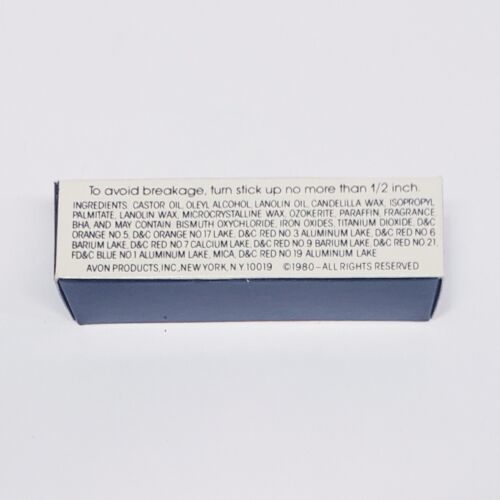 To avoid breakage, turn stick up no more than 1/2 inch.
INGREDIENTS: CASTOR OIL, OLEYL ALCOHOL, LANOLIN OIL, CANDELILLA WAX, ISOPROPYL
PALMITATE, LANOLIN WAX, MICROCRYSTALLINE WAX, OZOKERITE, PARAFFIN, FRAGRANCE,
BHA, AND MAY CONTAIN: BISMUTH OXYCHLORIDE, IRON OXIDES, TITANIUM DIOXIDE, D&C
ORANGE NO 5, D&C ORANGE NO 17 LAKE, D&C RED NO 3 ALUMINUM LAKE, D&C RED NO 6
BARIUM LAKE, D&C RED NO 7 CALCIUM LAKE, D&C RED NO 9 BARIUM LAKE, D&C RED NO 21,
FD&C BLUE NO 1 ALUMINUM LAKE, MICA, D&C RED NO 19 ALUMINUM LAKE
AVON PRODUCTS, INC., NEW YORK, N.Y. 10019 ©1980-ALL RIGHTS RESERVED